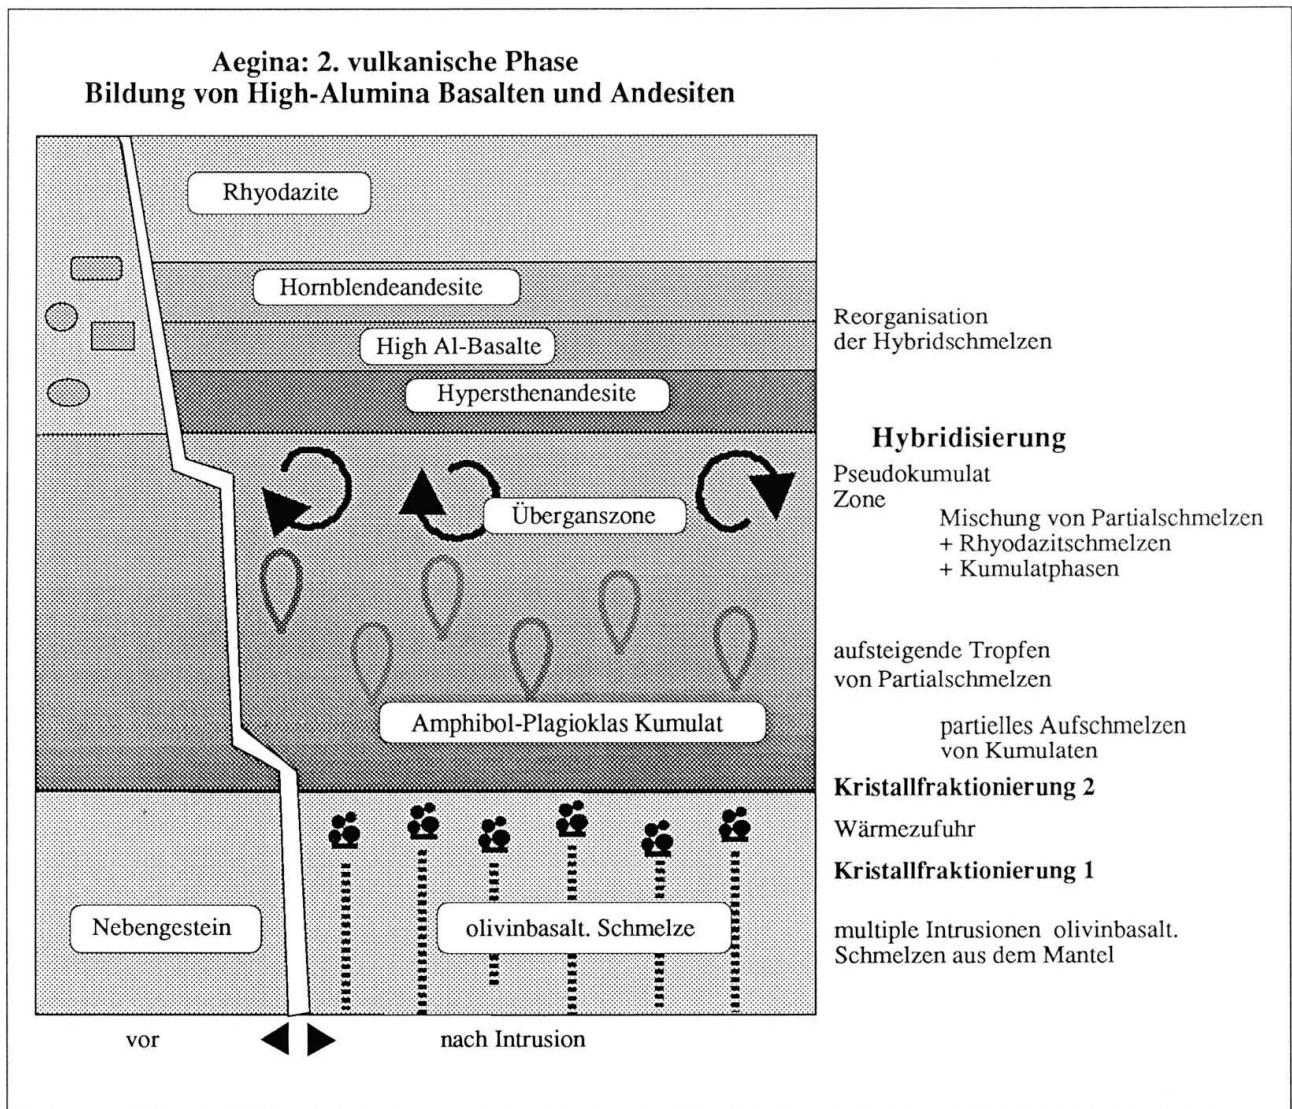 Aegina: 2. vulkanische Phase
Bildung von High-Alumina Basalten und Andesiten
Rhyodazite
Hornblendeandesite
High Al-Basalte
Hypersthenandesite
Überganszone
Amphibol-Plagioklas Kumulat
Nebengestein
olivinbasalt. Schmelze
vor
nach Intrusion
Reorganisation
der Hybridschmelzen
Hybridisierung
Pseudokumulat
Zone
Mischung von Partialschmelzen
+ Rhyodazitschmelzen
+ Kumulatphasen
aufsteigende Tropfen
von Partialschmelzen
partielles Aufschmelzen
von Kumulaten
Kristallfraktionierung 2
Wärmezufuhr
Kristallfraktionierung 1
multiple Intrusionen olivinbasalt.
Schmelzen aus dem Mantel